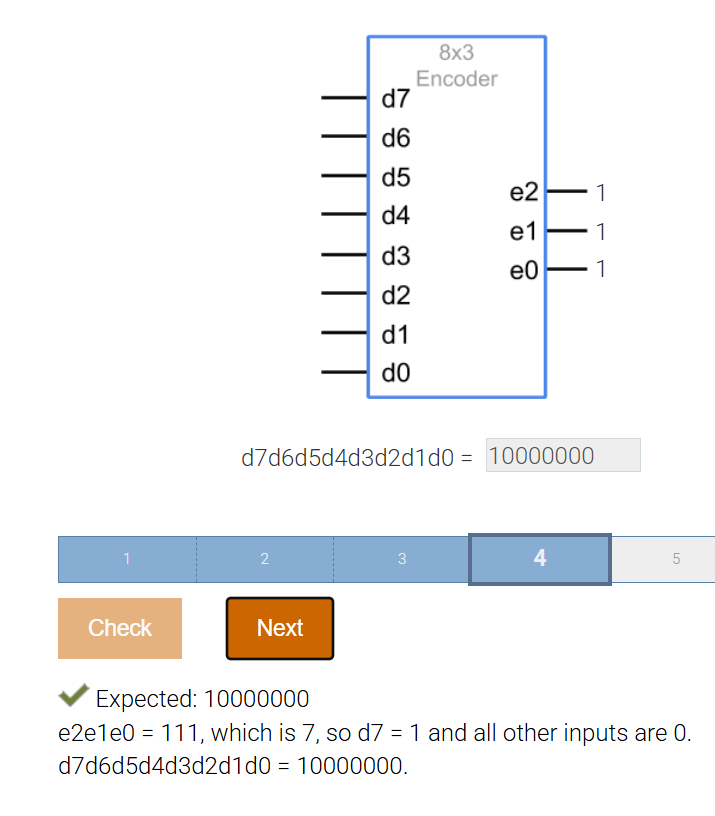 8x3
Encoder
d7
d6
d5
d4
d3
d2
d1
d0
e2 1
e1 1
e0 1
d7d6d5d4d3d2d1d0 = 10000000
1 2 3 4 5
Check Next
Expected: 10000000
e2e1e0 = 111, which is 7, so d7 = 1 and all other inputs are 0.
d7d6d5d4d3d2d1d0 = 10000000.